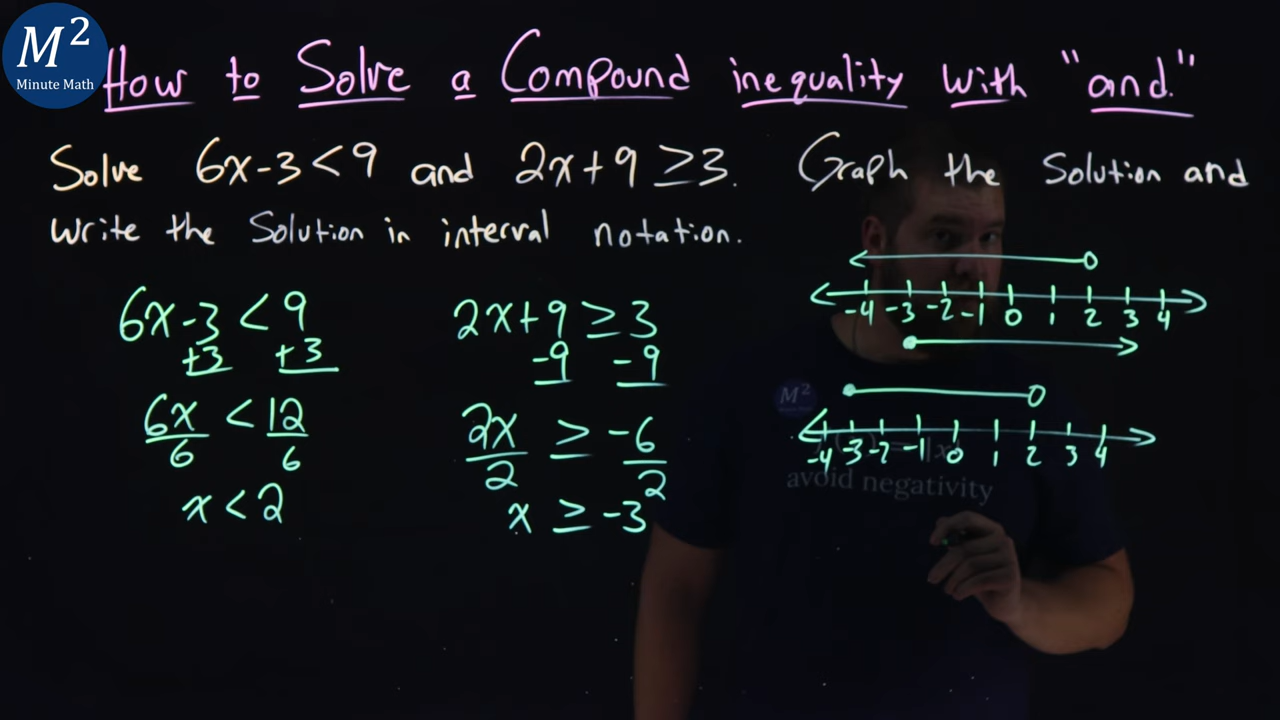 M²
Minute Math
How to Solve a Compound inequality with "and."
Solve 6x-3<9 and 2x+9≥3. Graph the Solution and
write the Solution in interval notation.
6x-3<9
+3 +3
6x/6 < 12/6
x<2
2x+9≥3
-9 -9
2x/2 ≥ -6/2
x ≥ -3
-4 -3 -2 -1 0 1 2 3 4
M²
-4 -3 -2 -1 0 1 2 3 4
avoid negativity